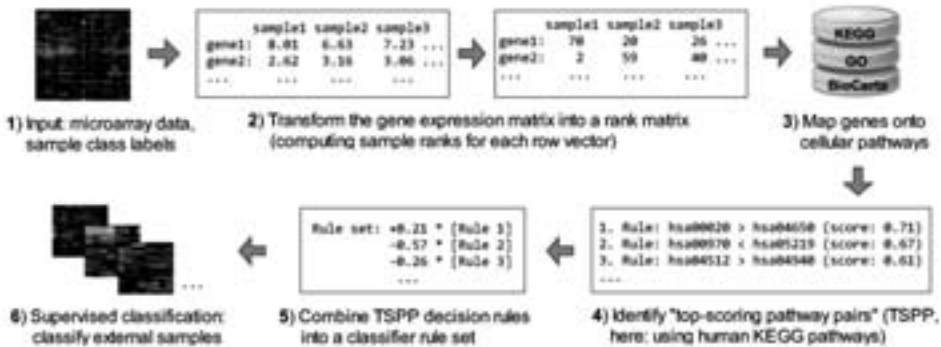 sample1 sample2 sample3
gene1: 8.01 6.63 7.23 ...
gene2: 2.62 3.16 3.06 ...
... ... ...
sample1 sample2 sample3
gene1: 70 20 26 ...
gene2: 2 59 40 ...
... ... ...
KEGG
GO
BioCarta
1) Input: microarray data,
sample class labels
2) Transform the gene expression matrix into a rank matrix
(computing sample ranks for each row vector)
3) Map genes onto
cellular pathways
1. Rule: hsa00020 > hsa04650 (score: 0.71)
2. Rule: hsa00970 < hsa05219 (score: 0.67)
3. Rule: hsa04512 > hsa04940 (score: 0.61)
...
4) Identify "top-scoring pathway pairs" (TSPP,
here: using human KEGG pathways)
Rule set: +0.21 * [Rule 1]
-0.57 * [Rule 2]
-0.26 * [Rule 3]
...
5) Combine TSPP decision rules
into a classifier rule set
...
6) Supervised classification:
classify external samples